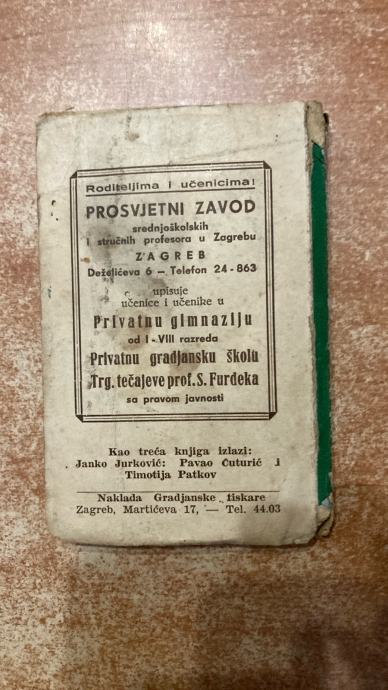 Roditeljima i učenicima!
PROSVJETNI ZAVOD
srednjoškolskih
i stručnih profesora u Zagrebu
ZAGREB
Deželićeva 6 — Telefon 24-863
upisuje
učenice i učenike u
Privatnu gimnaziju
od I-VIII razreda
Privatnu gradjansku školu
Trg. tečajeve prof. S. Furdeka
sa pravom javnosti
Kao treća knjiga izlazi:
Janko Jurković: Pavao Čuturić i
Timotija Patkov
Naklada Gradjanske tiskare
Zagreb, Martićeva 17, — Tel. 44.03